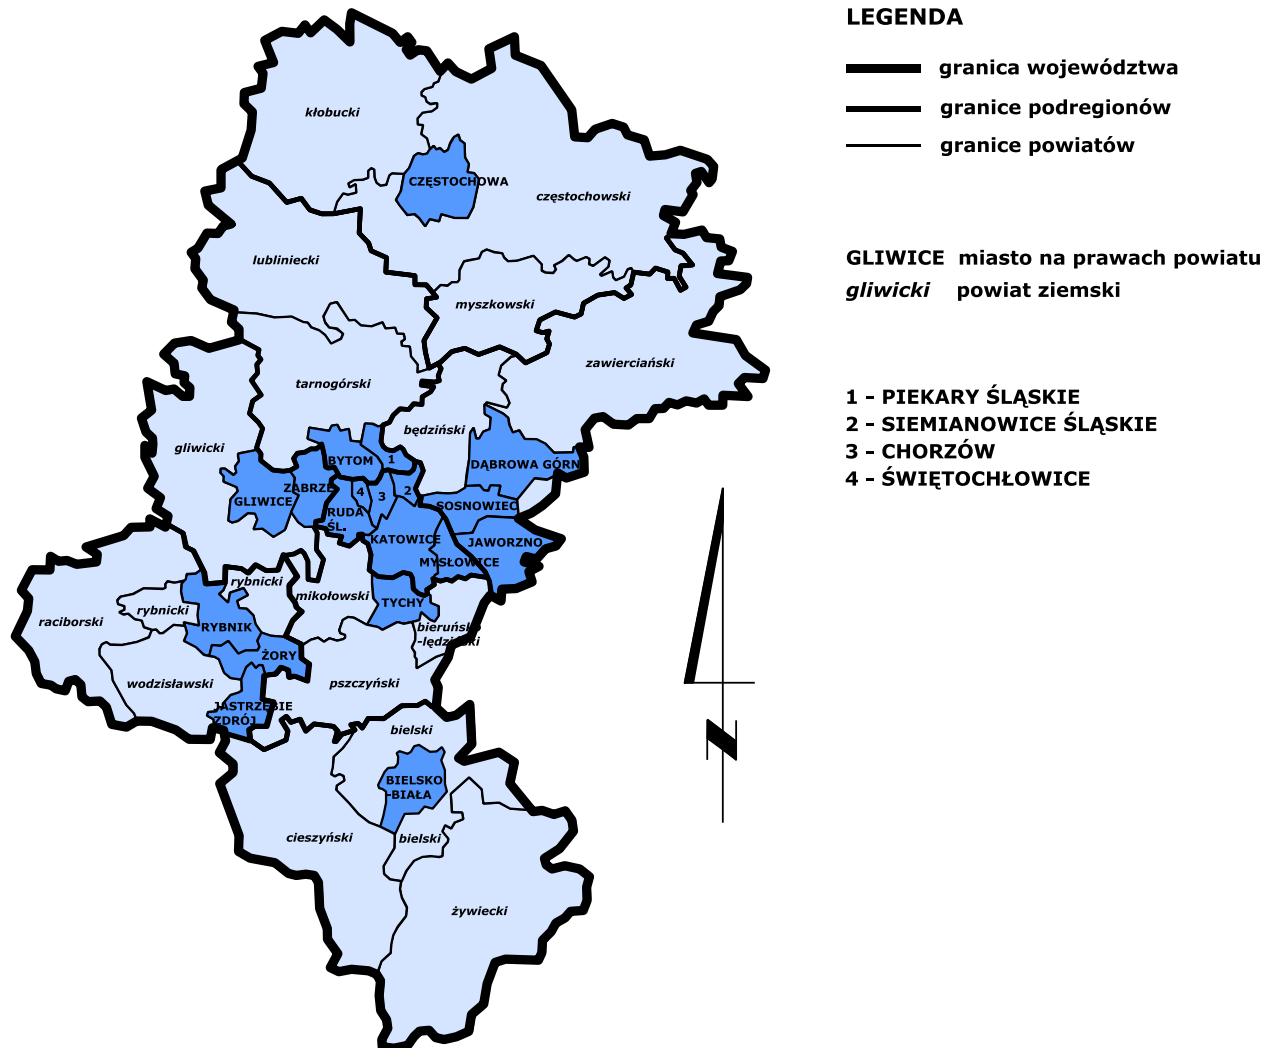 LEGENDA
granica województwa
granice podregionów
granice powiatów
GLIWICE miasto na prawach powiatu
gliwicki powiat ziemski
1 - PIEKARY ŚLĄSKIE
2 - SIEMIANOWICE ŚLĄSKIE
3 - CHORZÓW
4 - ŚWIĘTOCHŁOWICE
kłobucki
CZĘSTOCHOWA
częstochowski
lubliniecki
myszkowski
zawierciański
tarnogórski
będziński
gliwicki
BYTOM
1
DĄBROWA GÓRN
ZABRZE
GLIWICE
4
3
2
SOSNOWIEC
RUDA
ŚL.
KATOWICE
JAWORZNO
MYSŁOWICE
rybnicki
mikołowski
TYCHY
rybnicki
raciborski
RYBNIK
bieruńsko
-lędziński
ŻORY
wodzisławski
pszczyński
JASTRZĘBIE
ZDRÓJ
bielski
BIELSKO
-BIAŁA
cieszyński
bielski
żywiecki
N